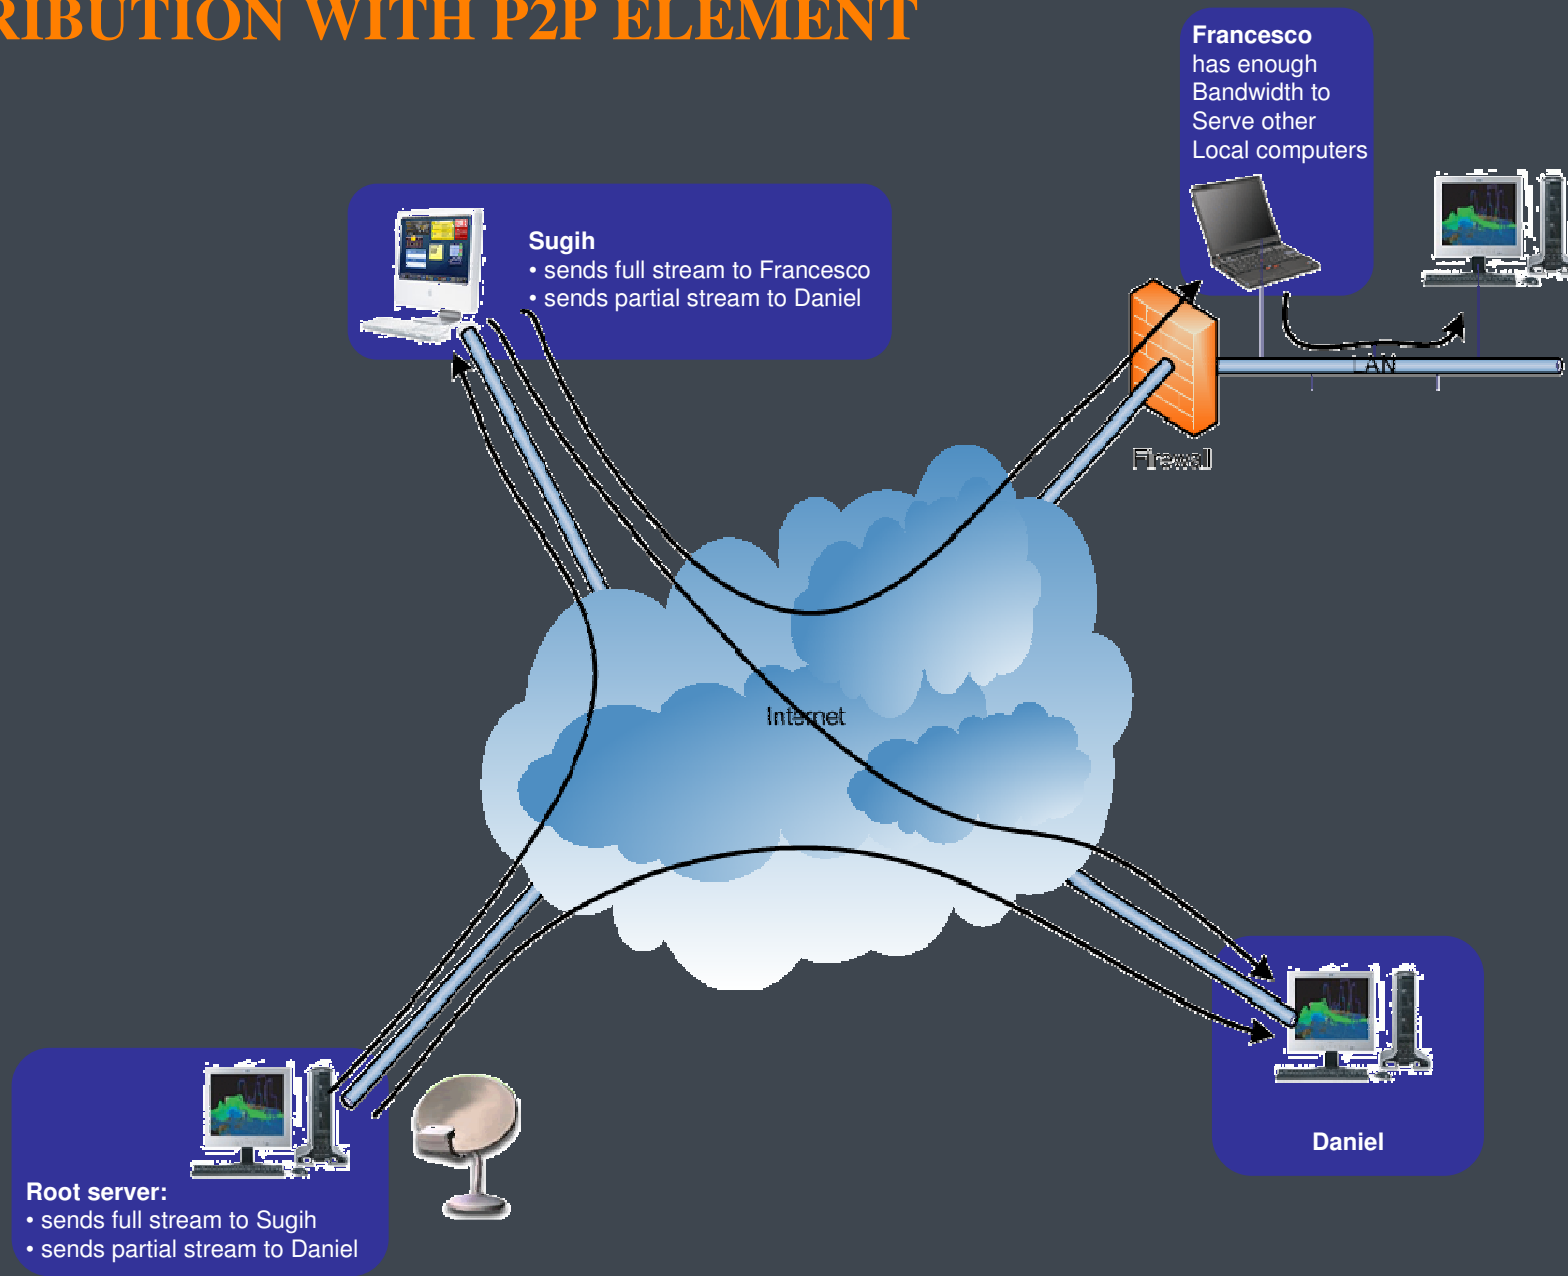 RIBUTION WITH P2P ELEMENT
Francesco
has enough
Bandwidth to
Serve other
Local computers
Sugih
• sends full stream to Francesco
• sends partial stream to Daniel
LAN
Firewall
Internet
Daniel
Root server:
• sends full stream to Sugih
• sends partial stream to Daniel